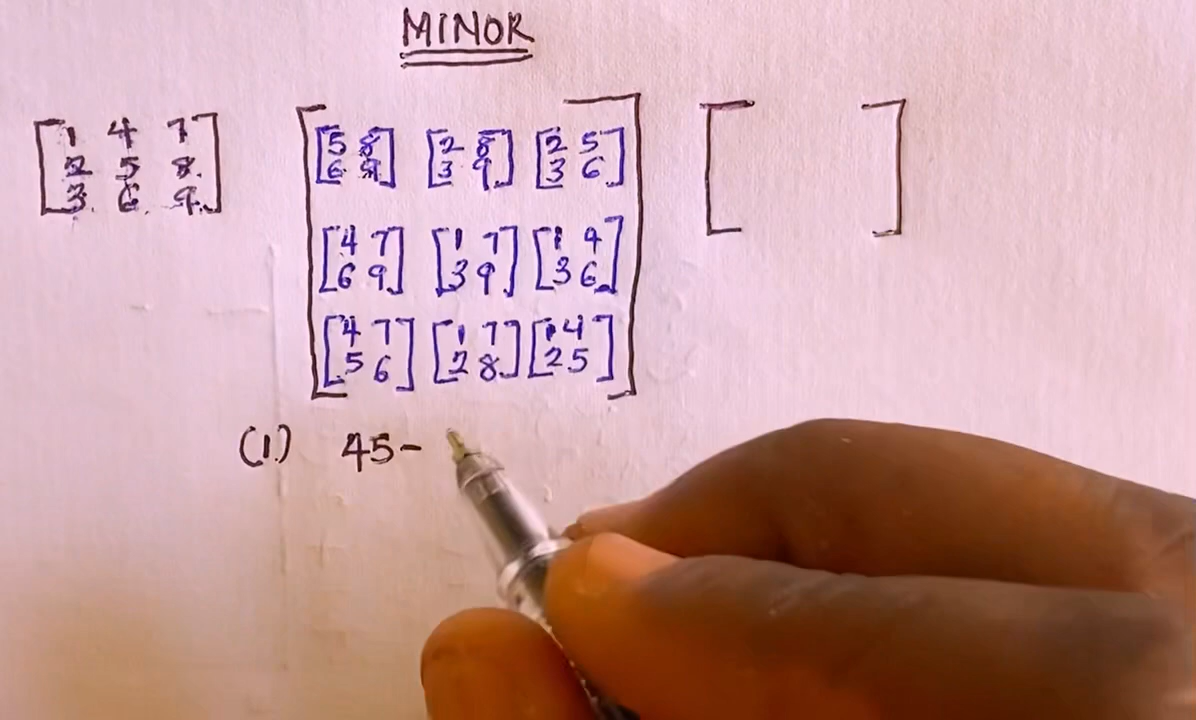 MINOR
1 4 7
2 5 8
3 6 9
5 8 2 8 2 5
6 9 3 9 3 6
4 7 1 7 1 4
6 9 3 9 3 6
4 7 1 7 1 4
5 6 2 8 2 5
(1) 45-